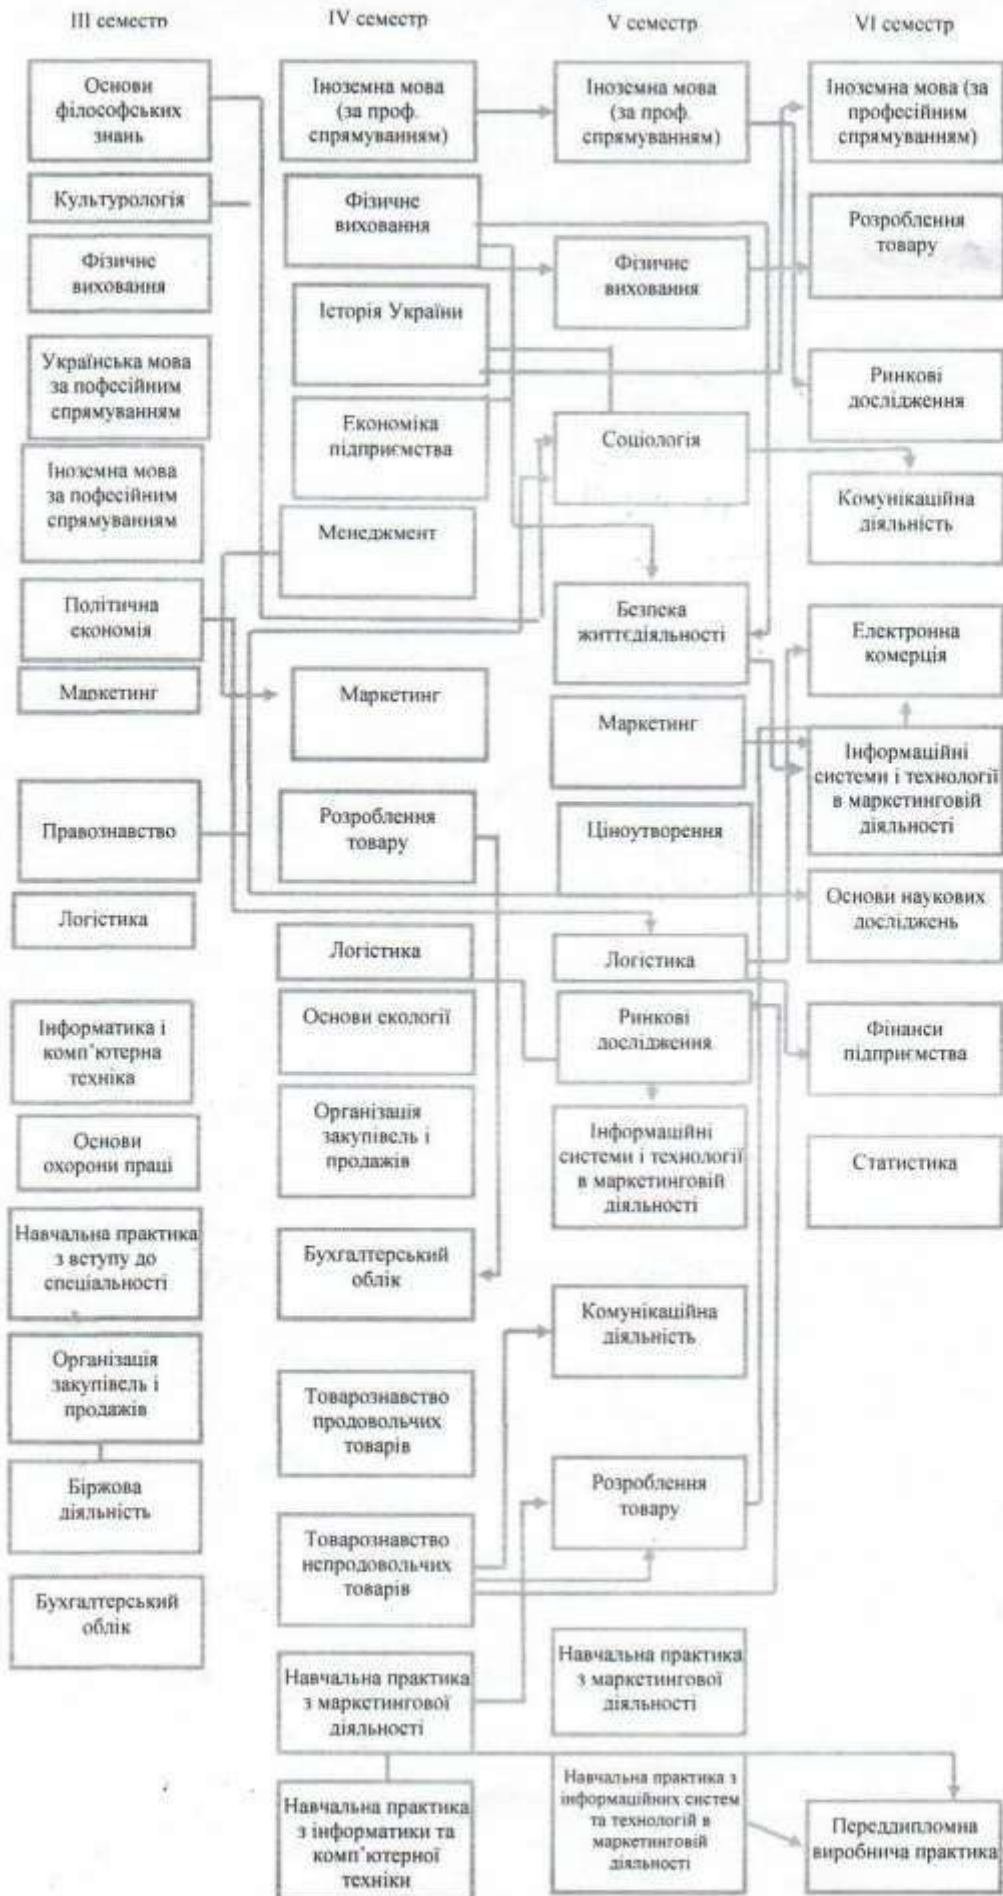 III семестр
IV семестр
V семестр
VI семестр
Основи
філософських
знань
Культурологія
Фізичне
виховання
Українська мова
за пофесійним
спрямуванням
Іноземна мова
за пофесійним
спрямуванням
Політична
економія
Маркетинг
Правознавство
Логістика
Інформатика і
комп’ютерна
техніка
Основи
охорони праці
Навчальна практика
з вступу до
спеціальності
Організація
закупівель і
продажів
Біржова
діяльність
Бухгалтерський
облік
Іноземна мова
(за проф.
спрямуванням)
Фізичне
виховання
Історія України
Економіка
підприємства
Менеджмент
Маркетинг
Розроблення
товару
Логістика
Основи екології
Організація
закупівель і
продажів
Бухгалтерський
облік
Товарознавство
продовольчих
товарів
Товарознавство
непродовольчих
товарів
Навчальна практика
з маркетингової
діяльності
Навчальна практика
з інформатики та
комп’ютерної
техніки
Іноземна мова
(за проф.
спрямуванням)
Фізичне
виховання
Соціологія
Безпека
життєдіяльності
Маркетинг
Ціноутворення
Логістика
Ринкові
дослідження
Інформаційні
системи і технології
в маркетинговій
діяльності
Комунікаційна
діяльність
Розроблення
товару
Навчальна практика
з маркетингової
діяльності
Навчальна практика з
інформаційних систем
та технологій в
маркетинговій
діяльності
Іноземна мова (за
професійним
спрямуванням)
Розроблення
товару
Ринкові
дослідження
Комунікаційна
діяльність
Електронна
комерція
Інформаційні
системи і технології
в маркетинговій
діяльності
Основи наукових
досліджень
Фінанси
підприємства
Статистика
Переддипломна
виробнича практика